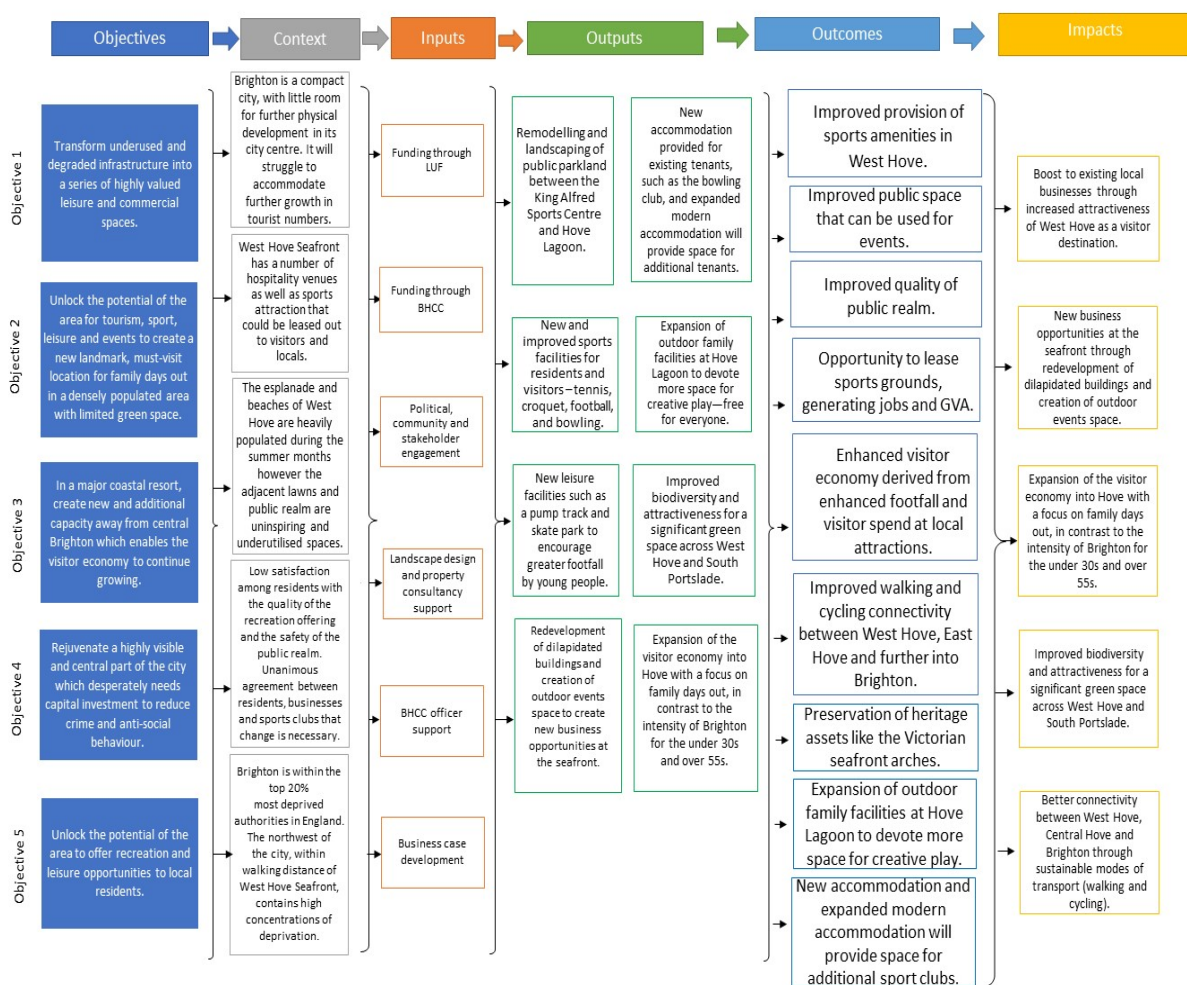 Objectives
Context
Inputs
Outputs
Outcomes
Impacts
Objective 1
Objective 2
Objective 3
Objective 4
Objective 5
Transform underused and
degraded infrastructure into
a series of highly valued
leisure and commercial
spaces.
Unlock the potential of the
area for tourism, sport,
leisure and events to create a
new landmark, must-visit
location for family days out
in a densely populated area
with limited green space.
In a major coastal resort,
create new and additional
capacity away from central
Brighton which enables the
visitor economy to continue
growing.
Rejuvenate a highly visible
and central part of the city
which desperately needs
capital investment to reduce
crime and anti-social
behaviour.
Unlock the potential of the
area to offer recreation and
leisure opportunities to local
residents.
Brighton is a compact
city, with little room
for further physical
development in its
city centre. It will
struggle to
accommodate
further growth in
tourist numbers.
West Hove Seafront
has a number of
hospitality venues
as well as sports
attraction that
could be leased out
to visitors and
locals.
The esplanade and
beaches of West
Hove are heavily
populated during the
summer months
however the
adjacent lawns and
public realm are
uninspiring and
underutilised spaces.
Low satisfaction
among residents with
the quality of the
recreation offering
and the safety of the
public realm.
Unanimous
agreement between
residents, businesses
and sports clubs that
change is necessary.
Brighton is within the
top 20%
most deprived
authorities in England.
The northwest of
the city, within
walking distance of
West Hove Seafront,
contains high
concentrations of
deprivation.
Funding through
LUF
Funding through
BHCC
Political,
community and
stakeholder
engagement
Landscape design
and property
consultancy
support
BHCC officer
support
Business case
development
Remodelling and
landscaping of
public parkland
between the
King Alfred
Sports Centre
and Hove
Lagoon.
New
accommodation
provided for
existing tenants,
such as the bowling
club, and expanded
modern
accommodation will
provide space for
additional tenants.
New and
improved sports
facilities for
residents and
visitors – tennis,
croquet, football,
and bowling.
Expansion of
outdoor family
facilities at Hove
Lagoon to devote
more space for
creative play—free
for everyone.
New leisure
facilities such as
a pump track and
skate park to
encourage
greater footfall
by young people.
Improved
biodiversity and
attractiveness for a
significant green
space across West
Hove and South
Portslade.
Redevelopment
of dilapidated
buildings and
creation of
outdoor events
space to create
new business
opportunities at
the seafront.
Expansion of the
visitor economy into
Hove with a focus on
family days out, in
contrast to the
intensity of Brighton
for the under 30s
and over 55s.
Improved provision of
sports amenities in
West Hove.
Improved public space
that can be used for
events.
Improved quality of
public realm.
Opportunity to lease
sports grounds,
generating jobs and GVA.
Enhanced visitor
economy derived from
enhanced footfall and
visitor spend at local
attractions.
Improved walking and
cycling connectivity
between West Hove, East
Hove and further into
Brighton.
Preservation of heritage
assets like the Victorian
seafront arches.
Expansion of outdoor
family facilities at Hove
Lagoon to devote more
space for creative play.
New accommodation and
expanded modern
accommodation will
provide space for
additional sport clubs.
Boost to existing local
businesses through
increased attractiveness
of West Hove as a visitor
destination.
New business
opportunities at the
seafront through
redevelopment of
dilapidated buildings and
creation of outdoor
events space.
Expansion of the visitor
economy into Hove with
a focus on family days
out, in contrast to the
intensity of Brighton for
the under 30s and over
55s.
Improved biodiversity
and attractiveness for a
significant green space
across West Hove and
South Portslade.
Better connectivity
between West Hove,
Central Hove and
Brighton through
sustainable modes of
transport (walking and
cycling).